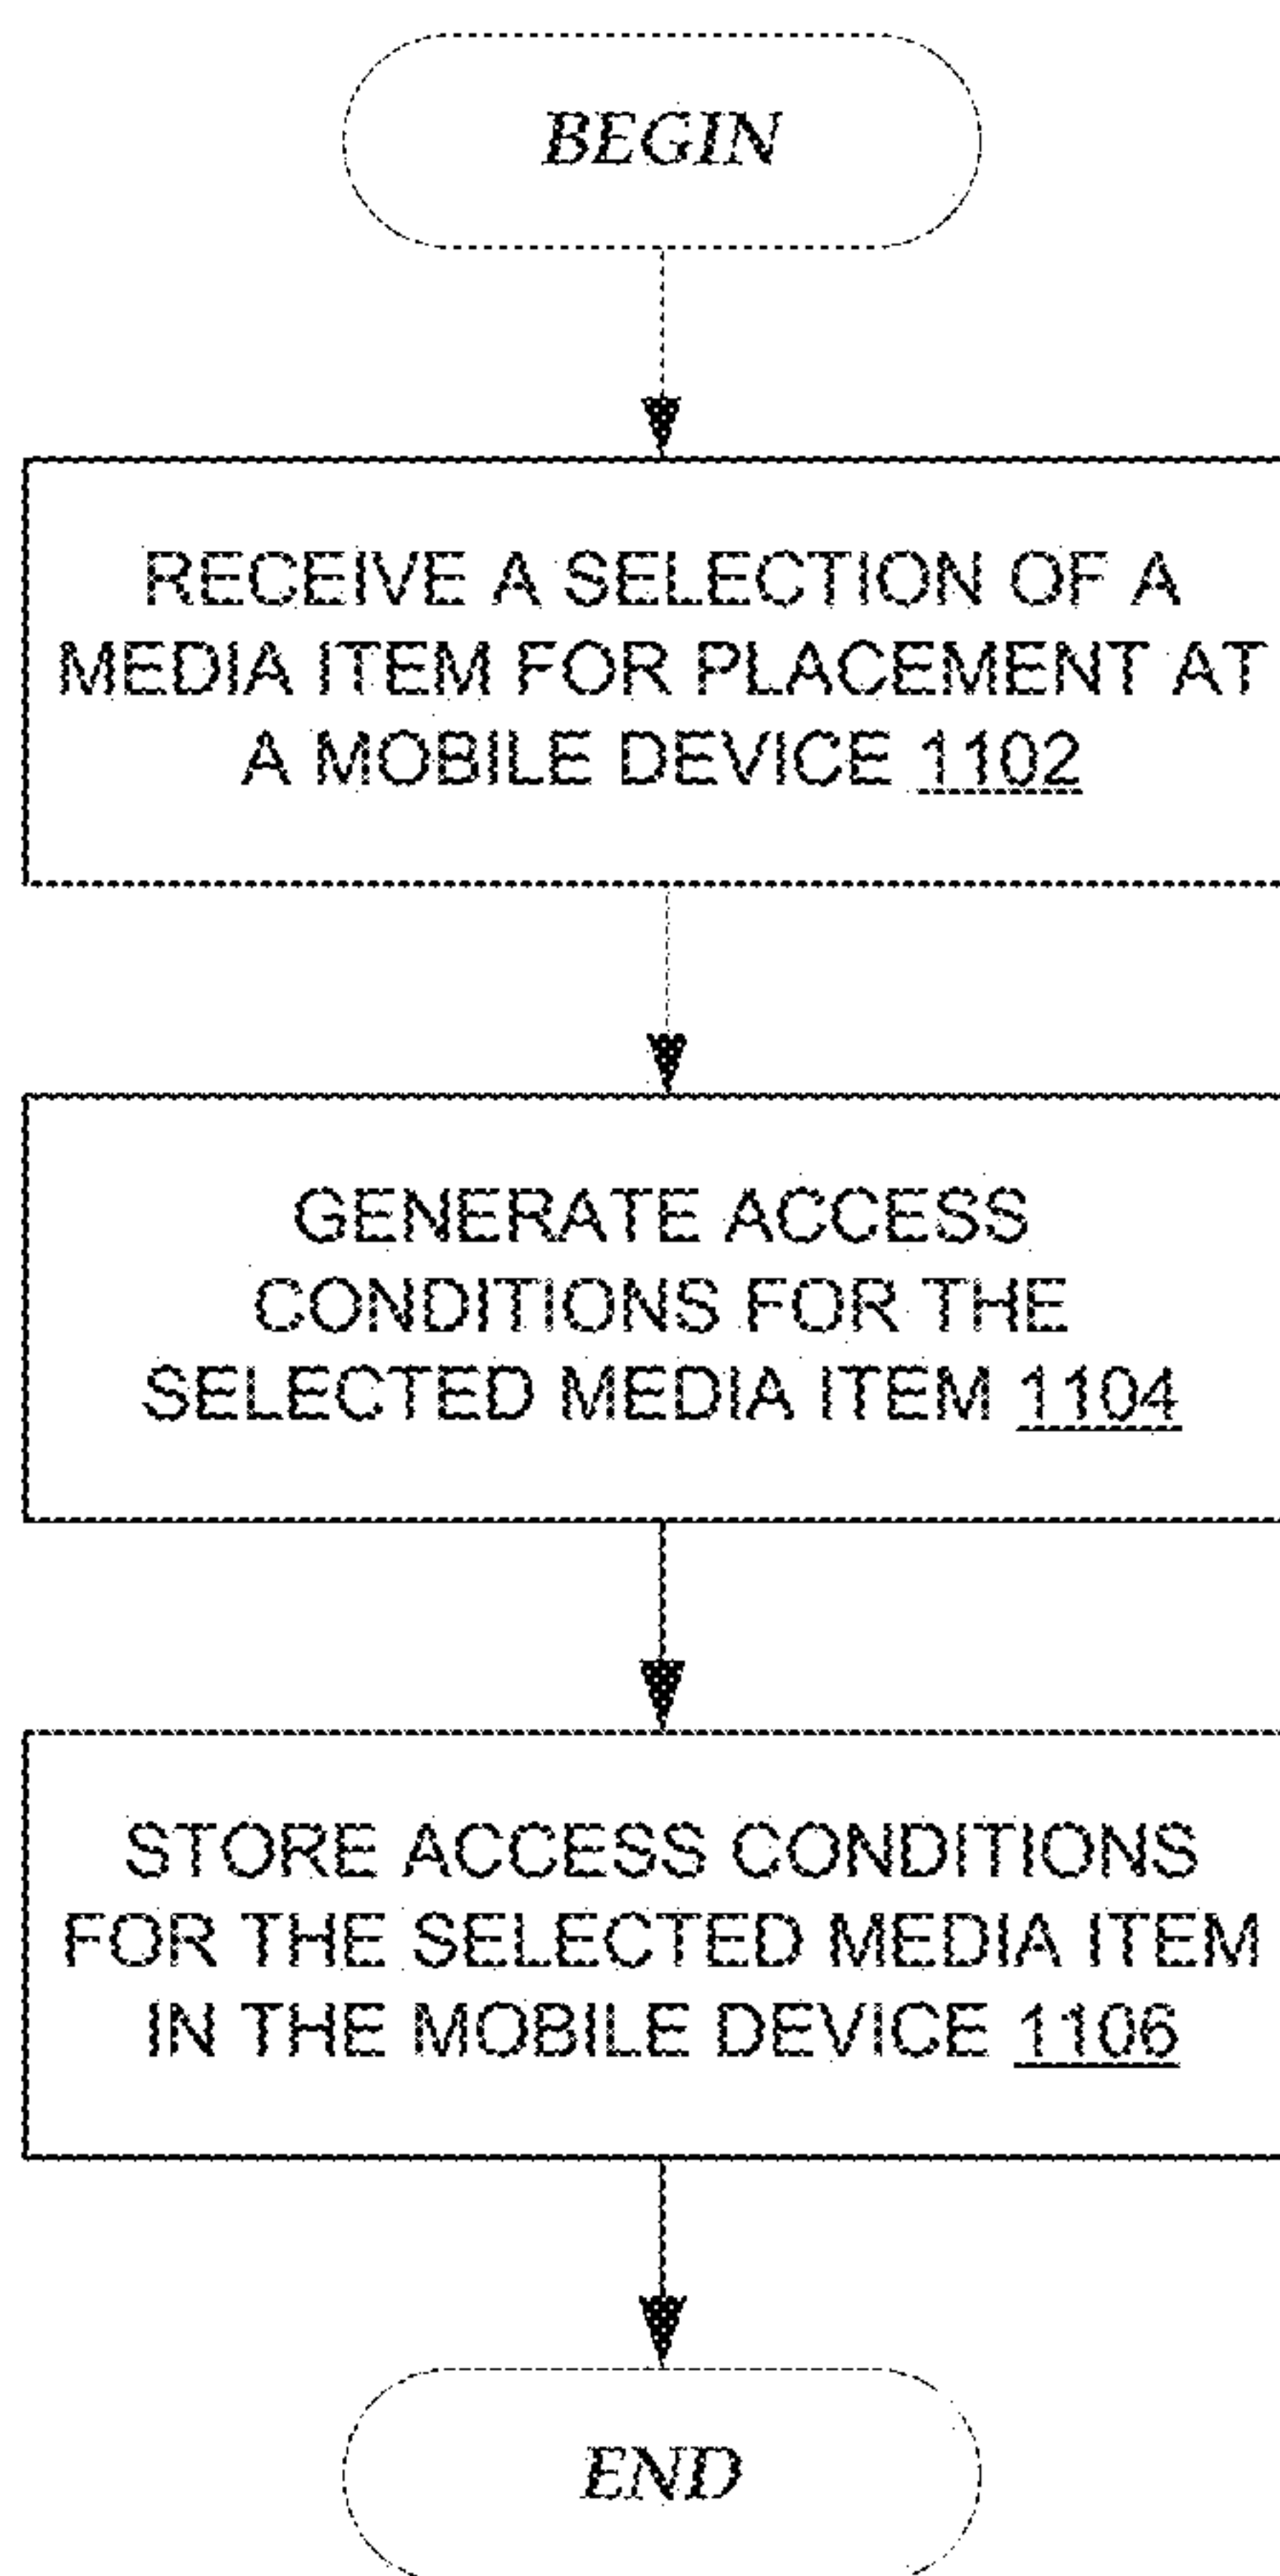 BEGIN
RECEIVE A SELECTION OF A
MEDIA ITEM FOR PLACEMENT AT
A MOBILE DEVICE 1102
GENERATE ACCESS
CONDITIONS FOR THE
SELECTED MEDIA ITEM 1104
STORE ACCESS CONDITIONS
FOR THE SELECTED MEDIA ITEM
IN THE MOBILE DEVICE 1106
END